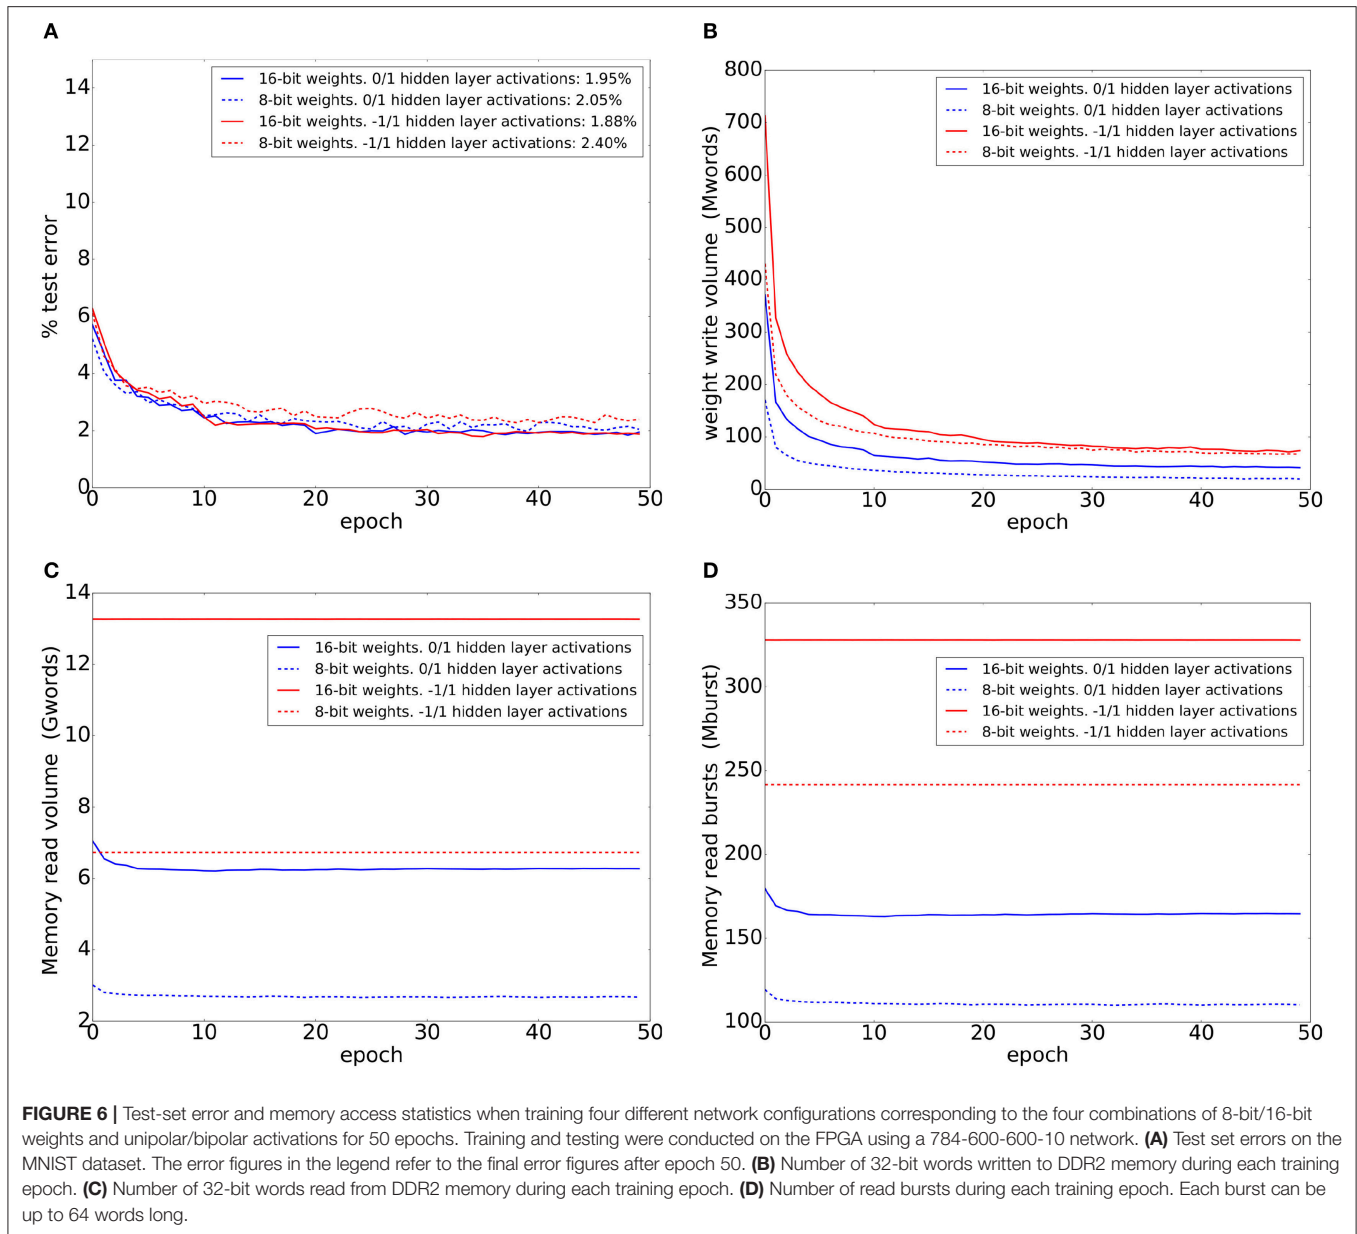 A
14
12
10
8
6
4
2
0
% test error
16-bit weights. 0/1 hidden layer activations: 1.95%
8-bit weights. 0/1 hidden layer activations: 2.05%
16-bit weights. -1/1 hidden layer activations: 1.88%
8-bit weights. -1/1 hidden layer activations: 2.40%
0 10 20 30 40 50
epoch
B
800
700
600
500
400
300
200
100
0
weight write volume (Mwords)
16-bit weights. 0/1 hidden layer activations
8-bit weights. 0/1 hidden layer activations
16-bit weights. -1/1 hidden layer activations
8-bit weights. -1/1 hidden layer activations
0 10 20 30 40 50
epoch
C
14
12
10
8
6
4
2
Memory read volume (Gwords)
16-bit weights. 0/1 hidden layer activations
8-bit weights. 0/1 hidden layer activations
16-bit weights. -1/1 hidden layer activations
8-bit weights. -1/1 hidden layer activations
0 10 20 30 40 50
epoch
D
350
300
250
200
150
100
Memory read bursts (Mburst)
16-bit weights. 0/1 hidden layer activations
8-bit weights. 0/1 hidden layer activations
16-bit weights. -1/1 hidden layer activations
8-bit weights. -1/1 hidden layer activations
0 10 20 30 40 50
epoch
FIGURE 6 | Test-set error and memory access statistics when training four different network configurations corresponding to the four combinations of 8-bit/16-bit
weights and unipolar/bipolar activations for 50 epochs. Training and testing were conducted on the FPGA using a 784-600-600-10 network. (A) Test set errors on the
MNIST dataset. The error figures in the legend refer to the final error figures after epoch 50. (B) Number of 32-bit words written to DDR2 memory during each training
epoch. (C) Number of 32-bit words read from DDR2 memory during each training epoch. (D) Number of read bursts during each training epoch. Each burst can be
up to 64 words long.